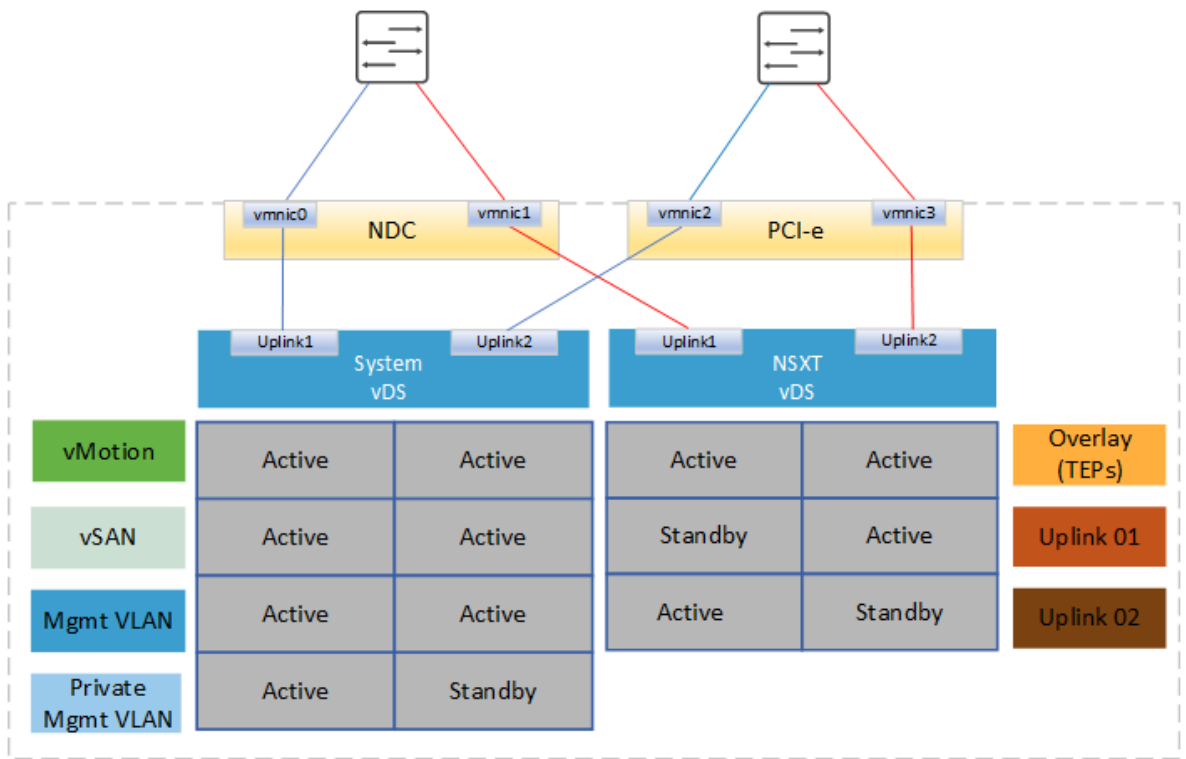 vmnic0
vmnic1
vmnic2
vmnic3
NDC
PCI-e
Uplink1
Uplink2
Uplink1
Uplink2
System
vDS
NSXT
vDS
vMotion
Active
Active
Active
Active
Overlay
(TEPs)
vSAN
Active
Active
Standby
Active
Uplink 01
Mgmt VLAN
Active
Active
Active
Standby
Uplink 02
Private
Mgmt VLAN
Active
Standby